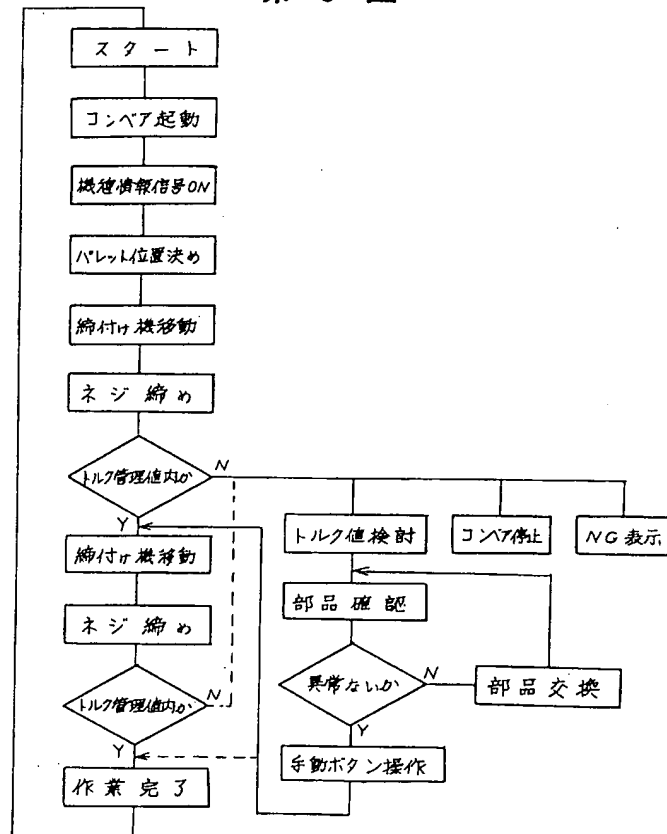 スタート
コンベア起動
機種情報信号ON
パレット位置決め
締付け機移動
ネジ締め
トルク管理値内か
N
Y
トルク値検討
コンベア停止
NG表示
締付け機移動
部品確認
ネジ締め
異常ないか
N
部品交換
トルク管理値内か
N
Y
Y
手動ボタン操作
作業完了